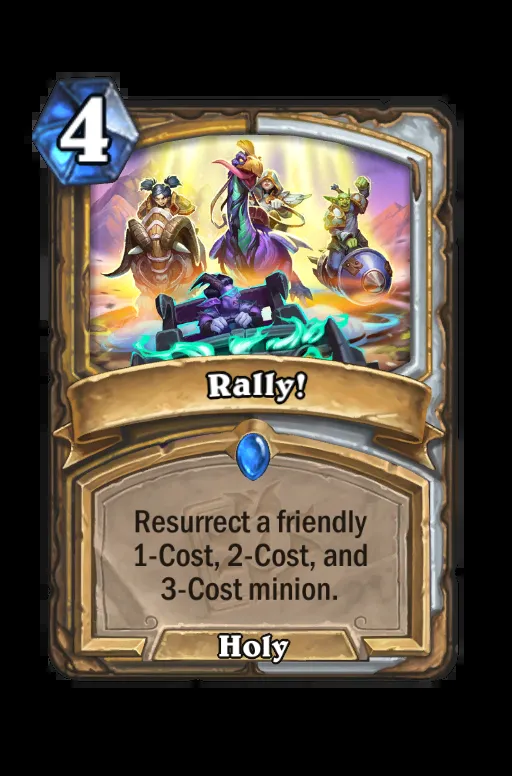 4
Rally!
Resurrect a friendly
1-Cost, 2-Cost, and
3-Cost minion.
Holy